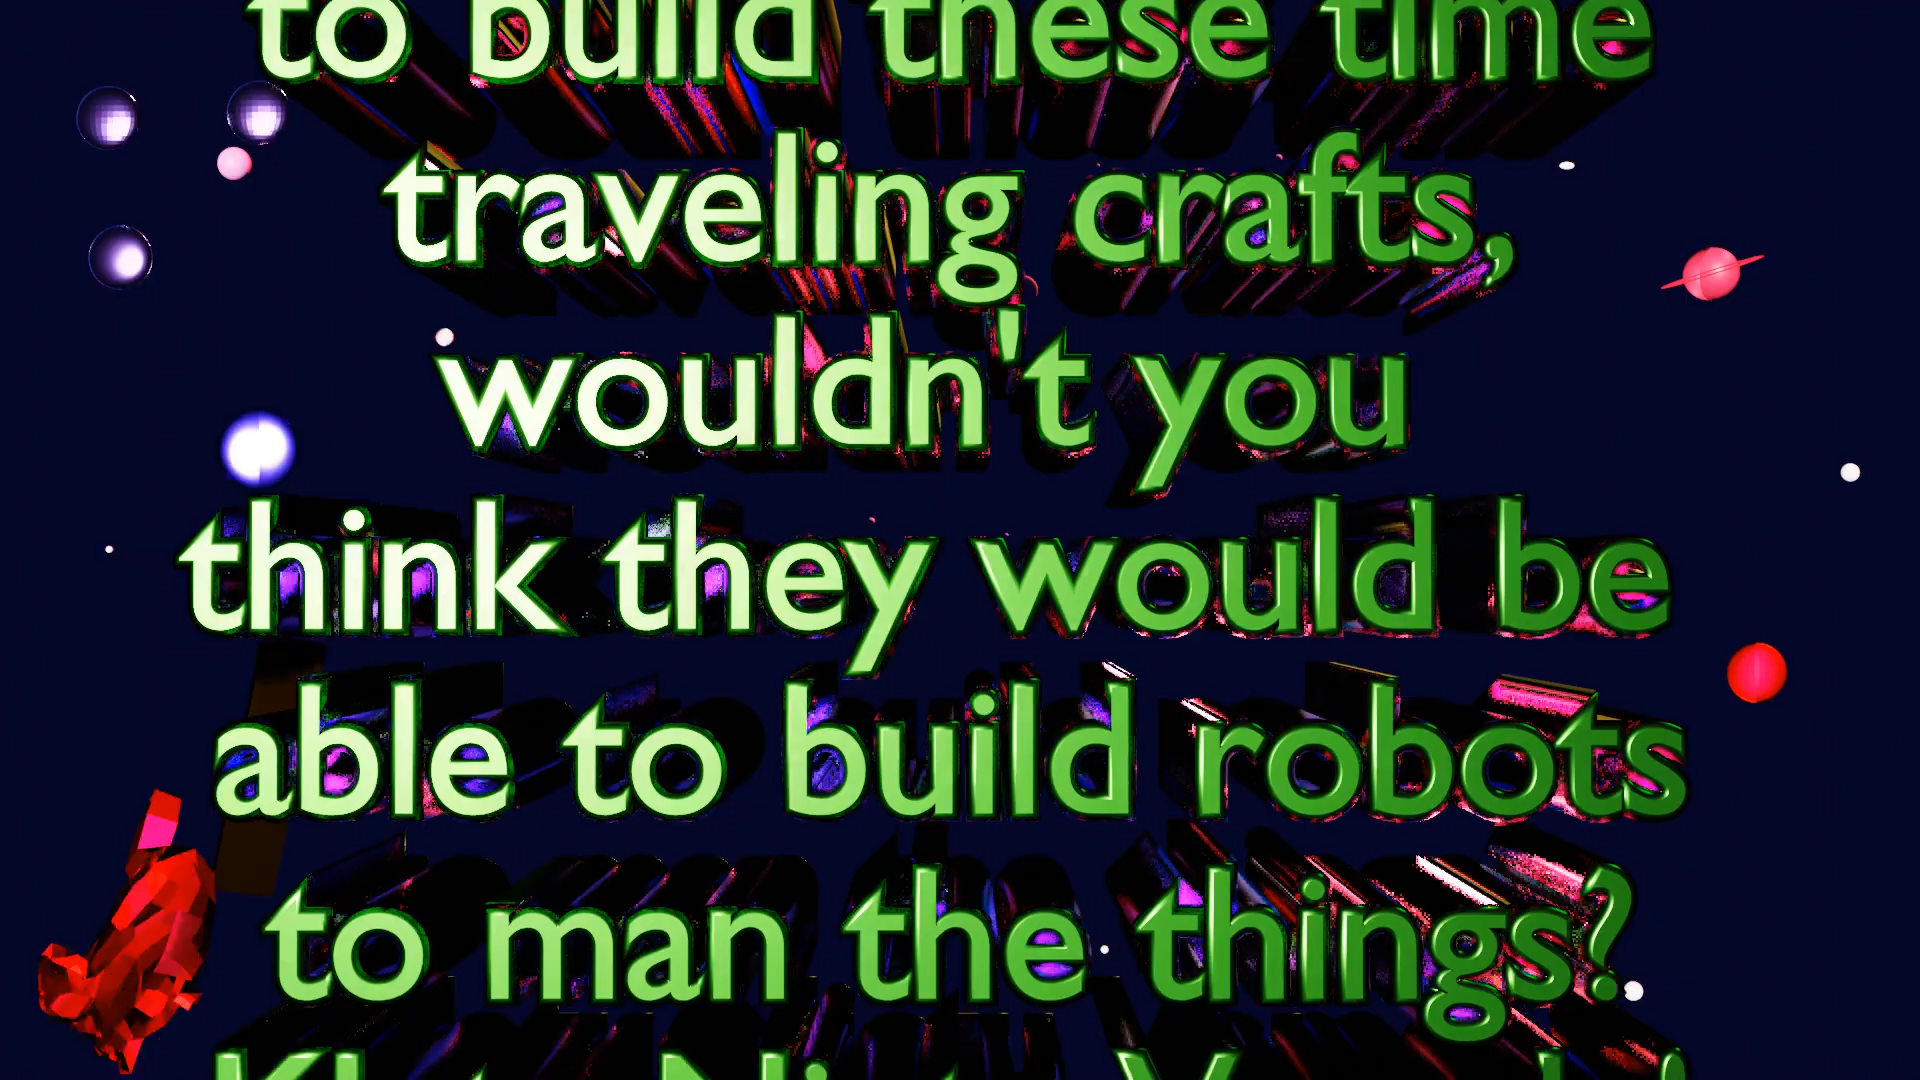 to build these time
traveling crafts,
wouldn't you
think they would be
able to build robots
to man the things?